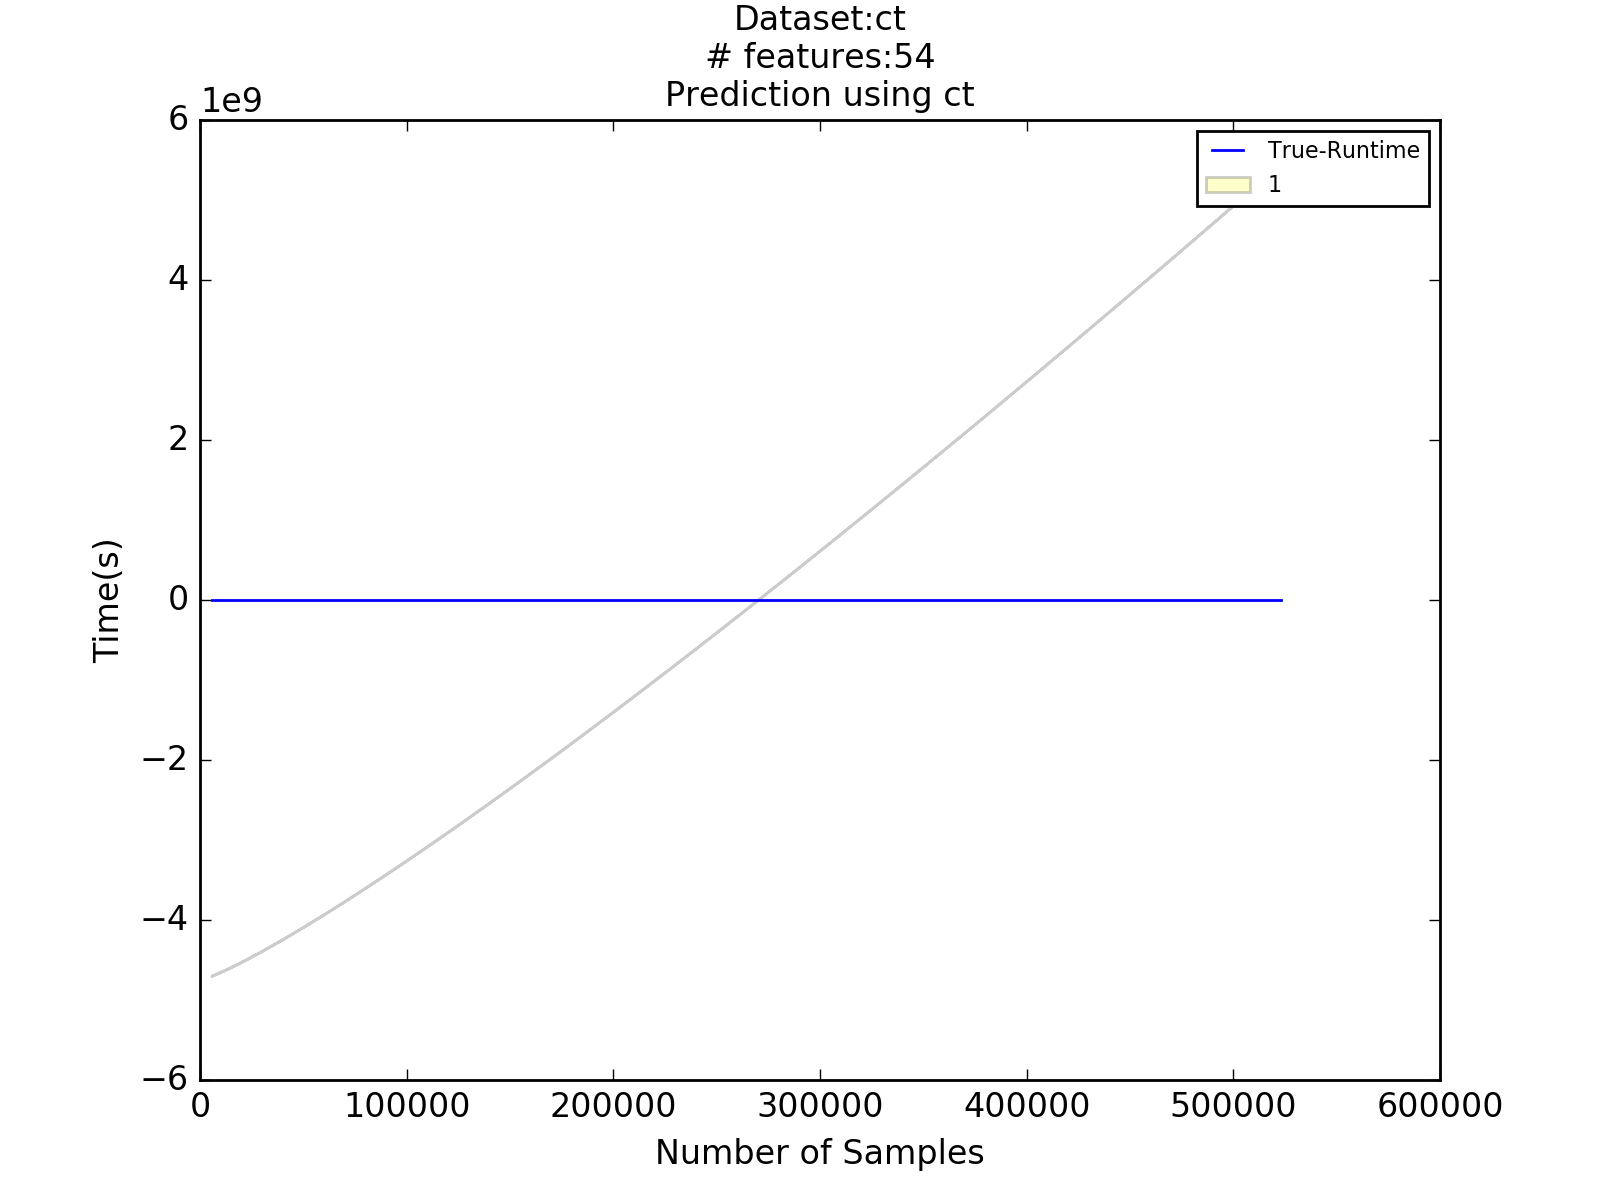 Dataset:ct
# features:54
Prediction using ct
1e9
6
4
2
0
−2
−4
−6
Time(s)
True-Runtime
1
0 100000 200000 300000 400000 500000 600000
Number of Samples